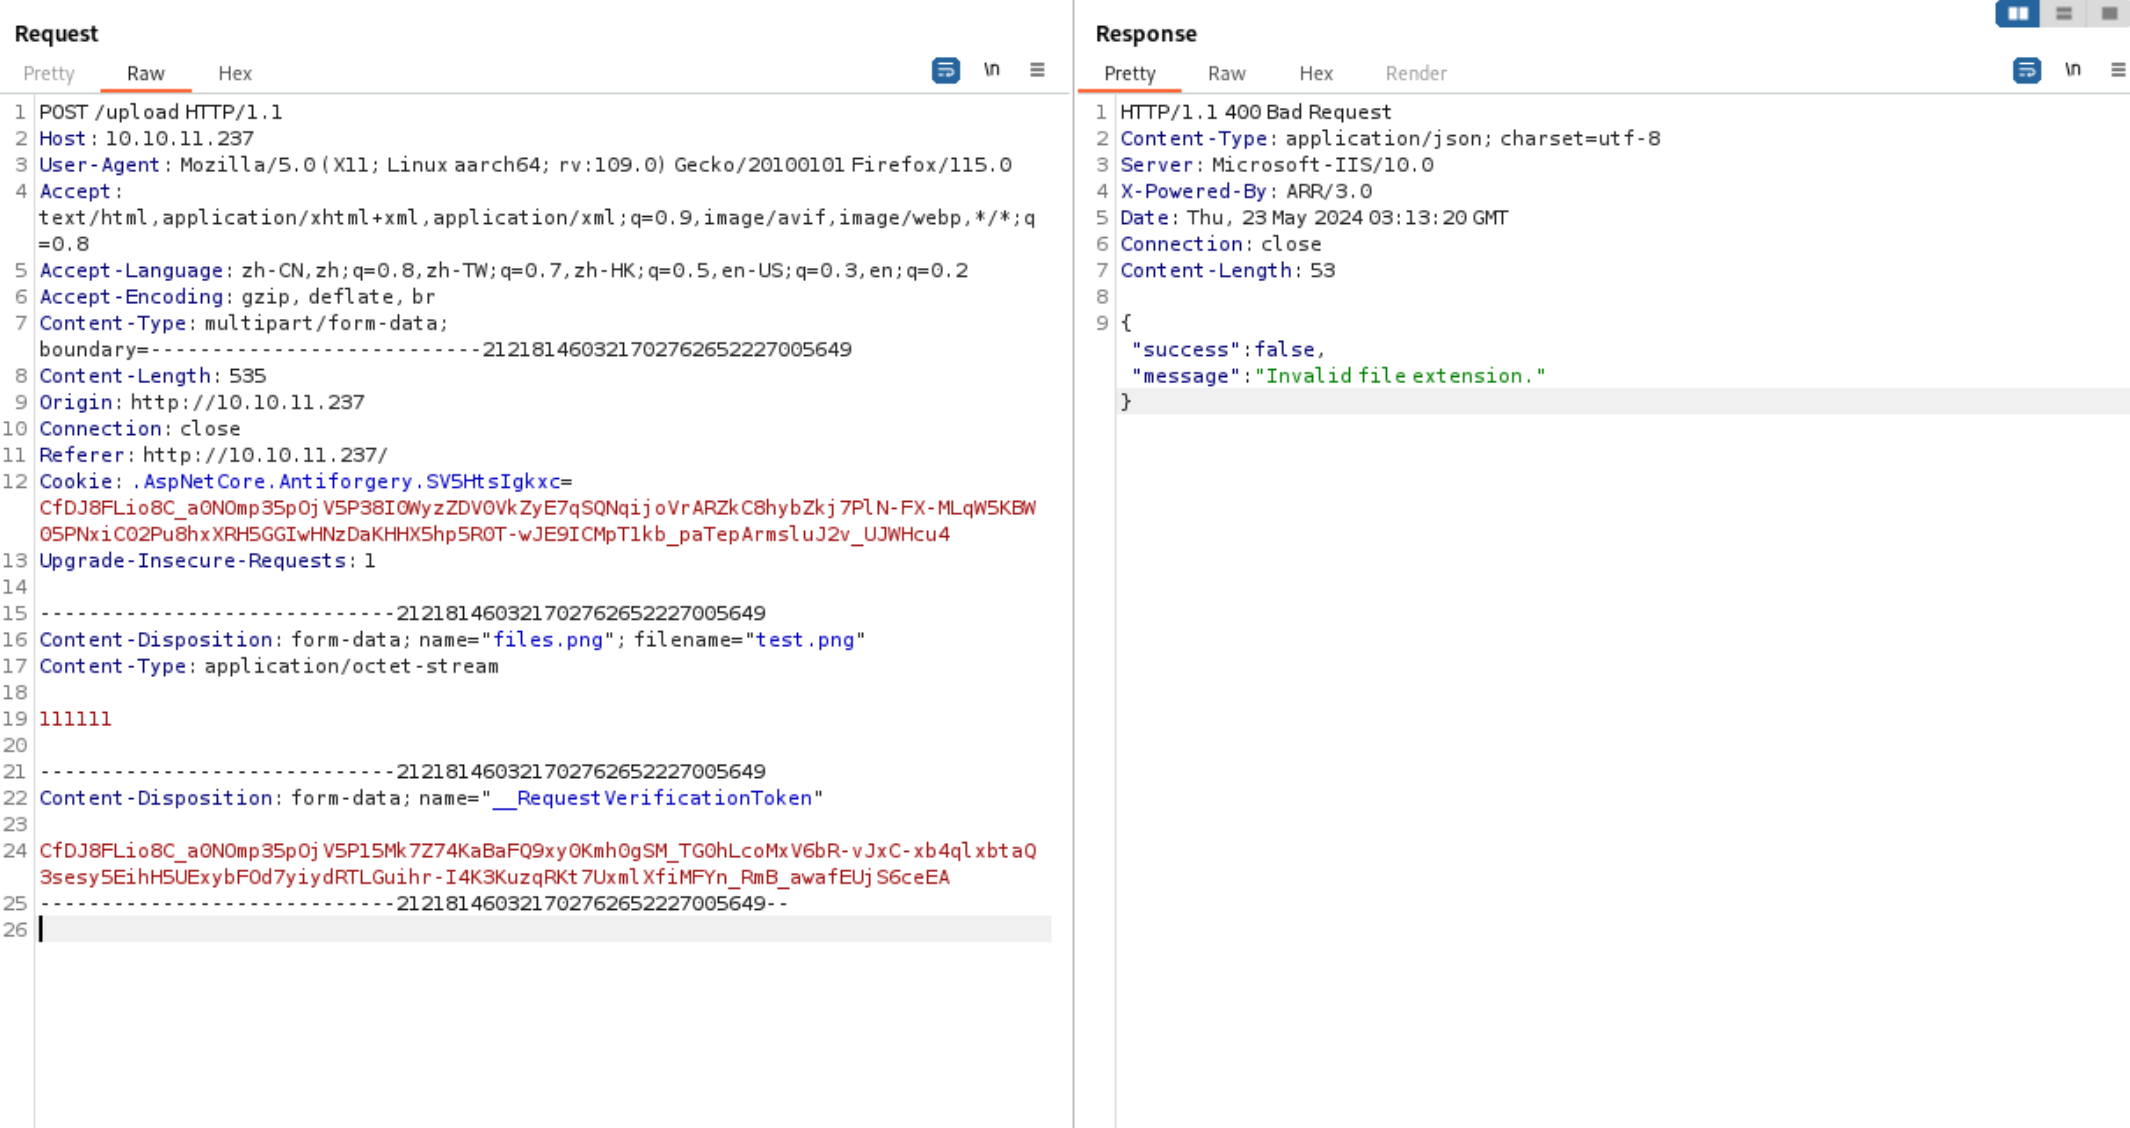 Request
Pretty Raw Hex \n
1 POST /upload HTTP/1.1
2 Host: 10.10.11.237
3 User-Agent: Mozilla/5.0 (X11; Linux aarch64; rv:109.0) Gecko/20100101 Firefox/115.0
4 Accept:
text/html,application/xhtml+xml,application/xml;q=0.9,image/avif,image/webp,*/*;q
=0.8
5 Accept-Language: zh-CN,zh;q=0.8,zh-TW;q=0.7,zh-HK;q=0.5,en-US;q=0.3,en;q=0.2
6 Accept-Encoding: gzip, deflate, br
7 Content-Type: multipart/form-data;
boundary=---------------------------212181460321702762652227005649
8 Content-Length: 535
9 Origin: http://10.10.11.237
10 Connection: close
11 Referer: http://10.10.11.237/
12 Cookie: .AspNetCore.Antiforgery.SV5HtsIgkxc=
CfDJ8FLio8C_a0NOmp35pOjV5P38I0WyzZDV0VkZyE7qSQNqijoVrARZkC8hybZkj7PlN-FX-MLqW5KBW
05PNxiC02Pu8hxXRH5GGIwHNzDaKHHX5hp5R0T-wJE9ICMpT1kb_paTepArmsluJ2v_UJWHcu4
13 Upgrade-Insecure-Requests: 1
14
15 -----------------------------212181460321702762652227005649
16 Content-Disposition: form-data; name="files.png"; filename="test.png"
17 Content-Type: application/octet-stream
18
19 111111
20
21 -----------------------------212181460321702762652227005649
22 Content-Disposition: form-data; name="__RequestVerificationToken"
23
24 CfDJ8FLio8C_a0NOmp35pOjV5P15Mk7Z74KaBaFQ9xy0Kmh0gSM_TG0hLcoMxV6bR-vJxC-xb4qlxbtaQ
3sesy5EihH5UExybFOd7yiydRTLGuihr-I4K3KuzqRKt7UxmlXfiMFYn_RmB_awafEUjS6ceEA
25 -----------------------------212181460321702762652227005649--
26
Response
Pretty Raw Hex Render \n
1 HTTP/1.1 400 Bad Request
2 Content-Type: application/json; charset=utf-8
3 Server: Microsoft-IIS/10.0
4 X-Powered-By: ARR/3.0
5 Date: Thu, 23 May 2024 03:13:20 GMT
6 Connection: close
7 Content-Length: 53
8
9 {
"success":false,
"message":"Invalid file extension."
}